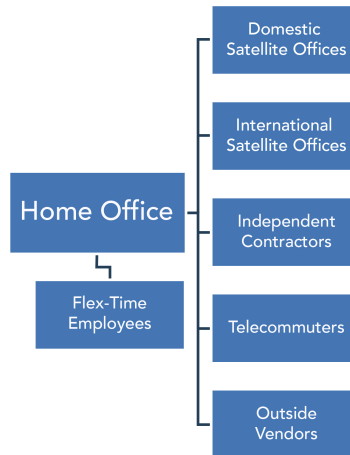 Domestic
Satellite Offices
International
Satellite Offices
Home Office
Independent
Contractors
Flex-Time
Employees
Telecommuters
Outside
Vendors